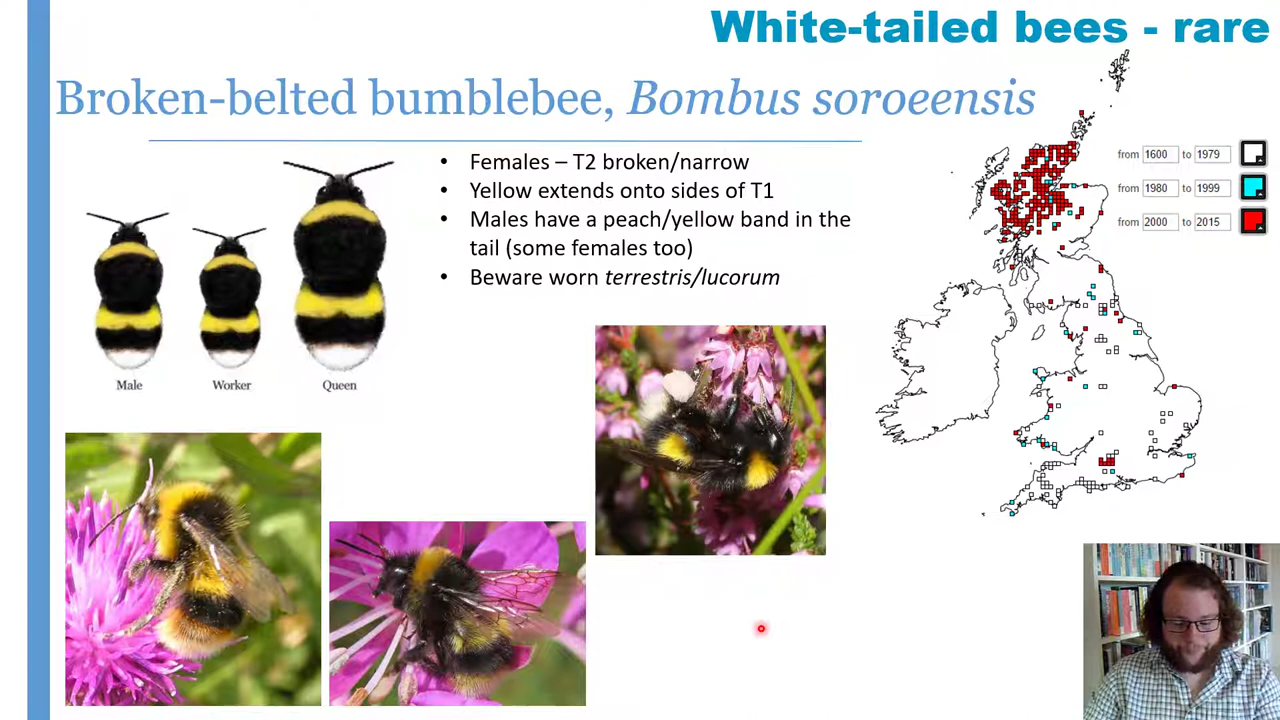 White-tailed bees - rare
Broken-belted bumblebee, Bombus soroeensis
• Females – T2 broken/narrow
• Yellow extends onto sides of T1
• Males have a peach/yellow band in the
tail (some females too)
• Beware worn terrestris/lucorum
Male
Worker
Queen
from 1600 to 1979
from 1980 to 1999
from 2000 to 2015